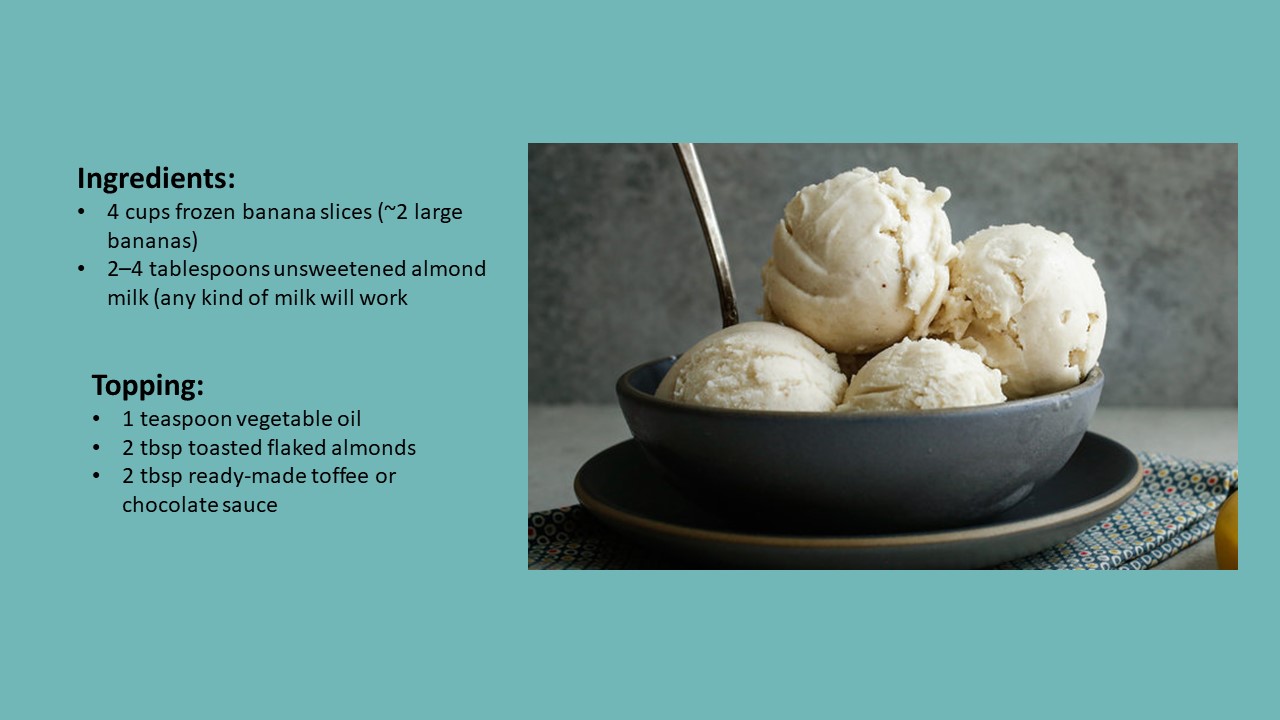 Ingredients:
• 4 cups frozen banana slices (~2 large
bananas)
• 2–4 tablespoons unsweetened almond
milk (any kind of milk will work
Topping:
• 1 teaspoon vegetable oil
• 2 tbsp toasted flaked almonds
• 2 tbsp ready-made toffee or
chocolate sauce